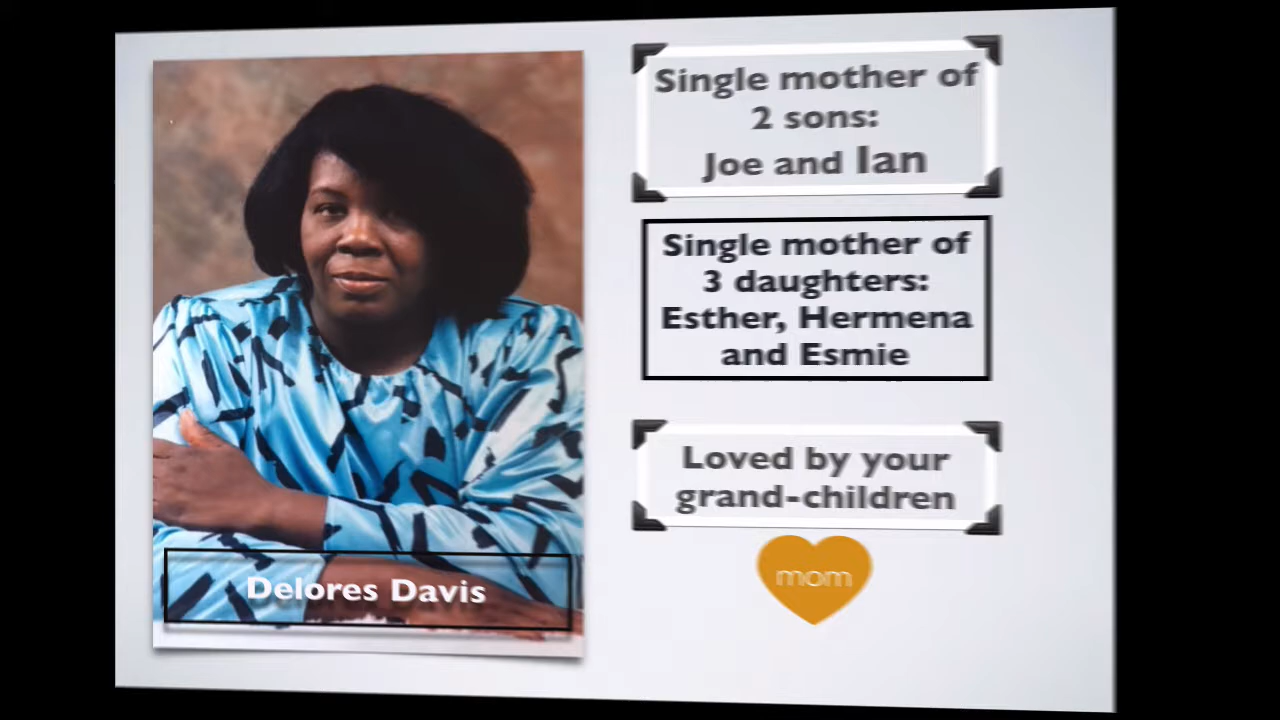 Single mother of
2 sons:
Joe and Ian
Single mother of
3 daughters:
Esther, Hermena
and Esmie
Loved by your
grand-children
mom
Delores Davis